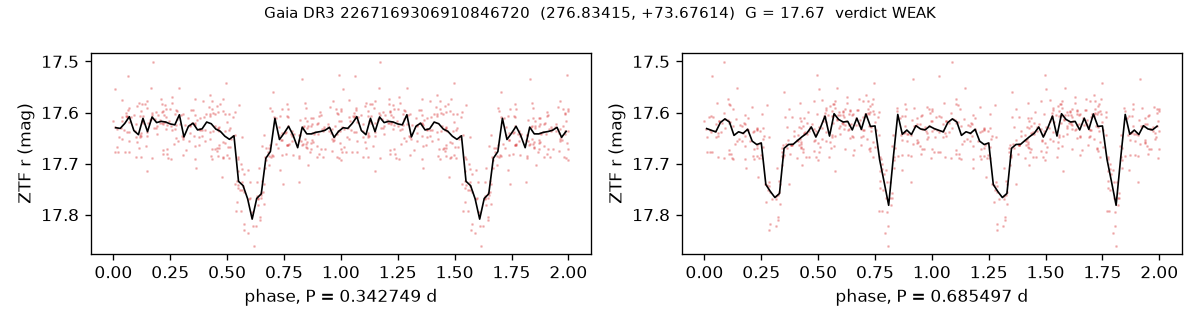 Gaia DR3 2267169306910846720  (276.83415, +73.67614)  G = 17.67  verdict WEAK
17.5
17.6
17.7
17.8
ZTF r (mag)
0.00 0.25 0.50 0.75 1.00 1.25 1.50 1.75 2.00
phase, P = 0.342749 d
17.5
17.6
17.7
17.8
ZTF r (mag)
0.00 0.25 0.50 0.75 1.00 1.25 1.50 1.75 2.00
phase, P = 0.685497 d